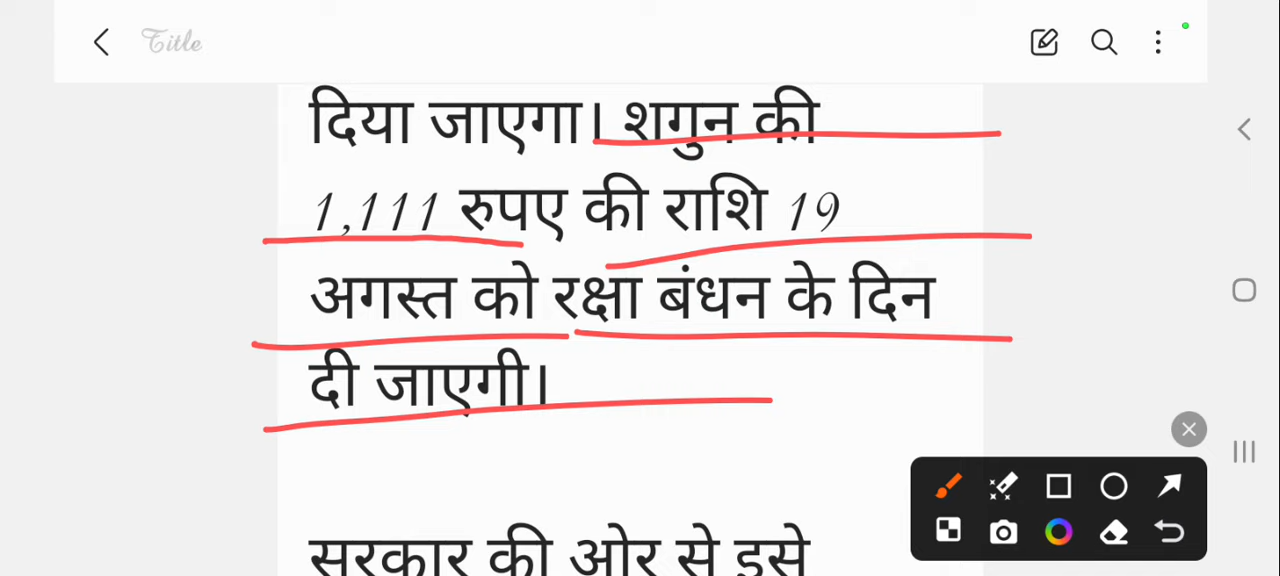 Title
दिया जाएगा। शगुन की
1,111 रुपए की राशि 19
अगस्त को रक्षा बंधन के दिन
दी जाएगी।
सरकार की ओर से इसे